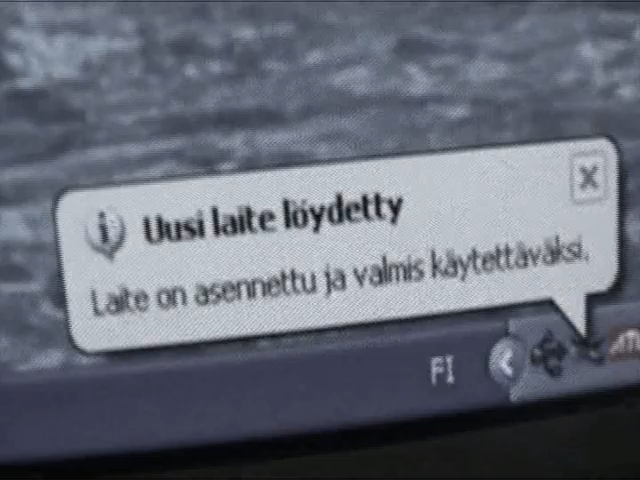 Uusi laite löydetty
Laite on asennettu ja valmis käytettäväksi.
FI